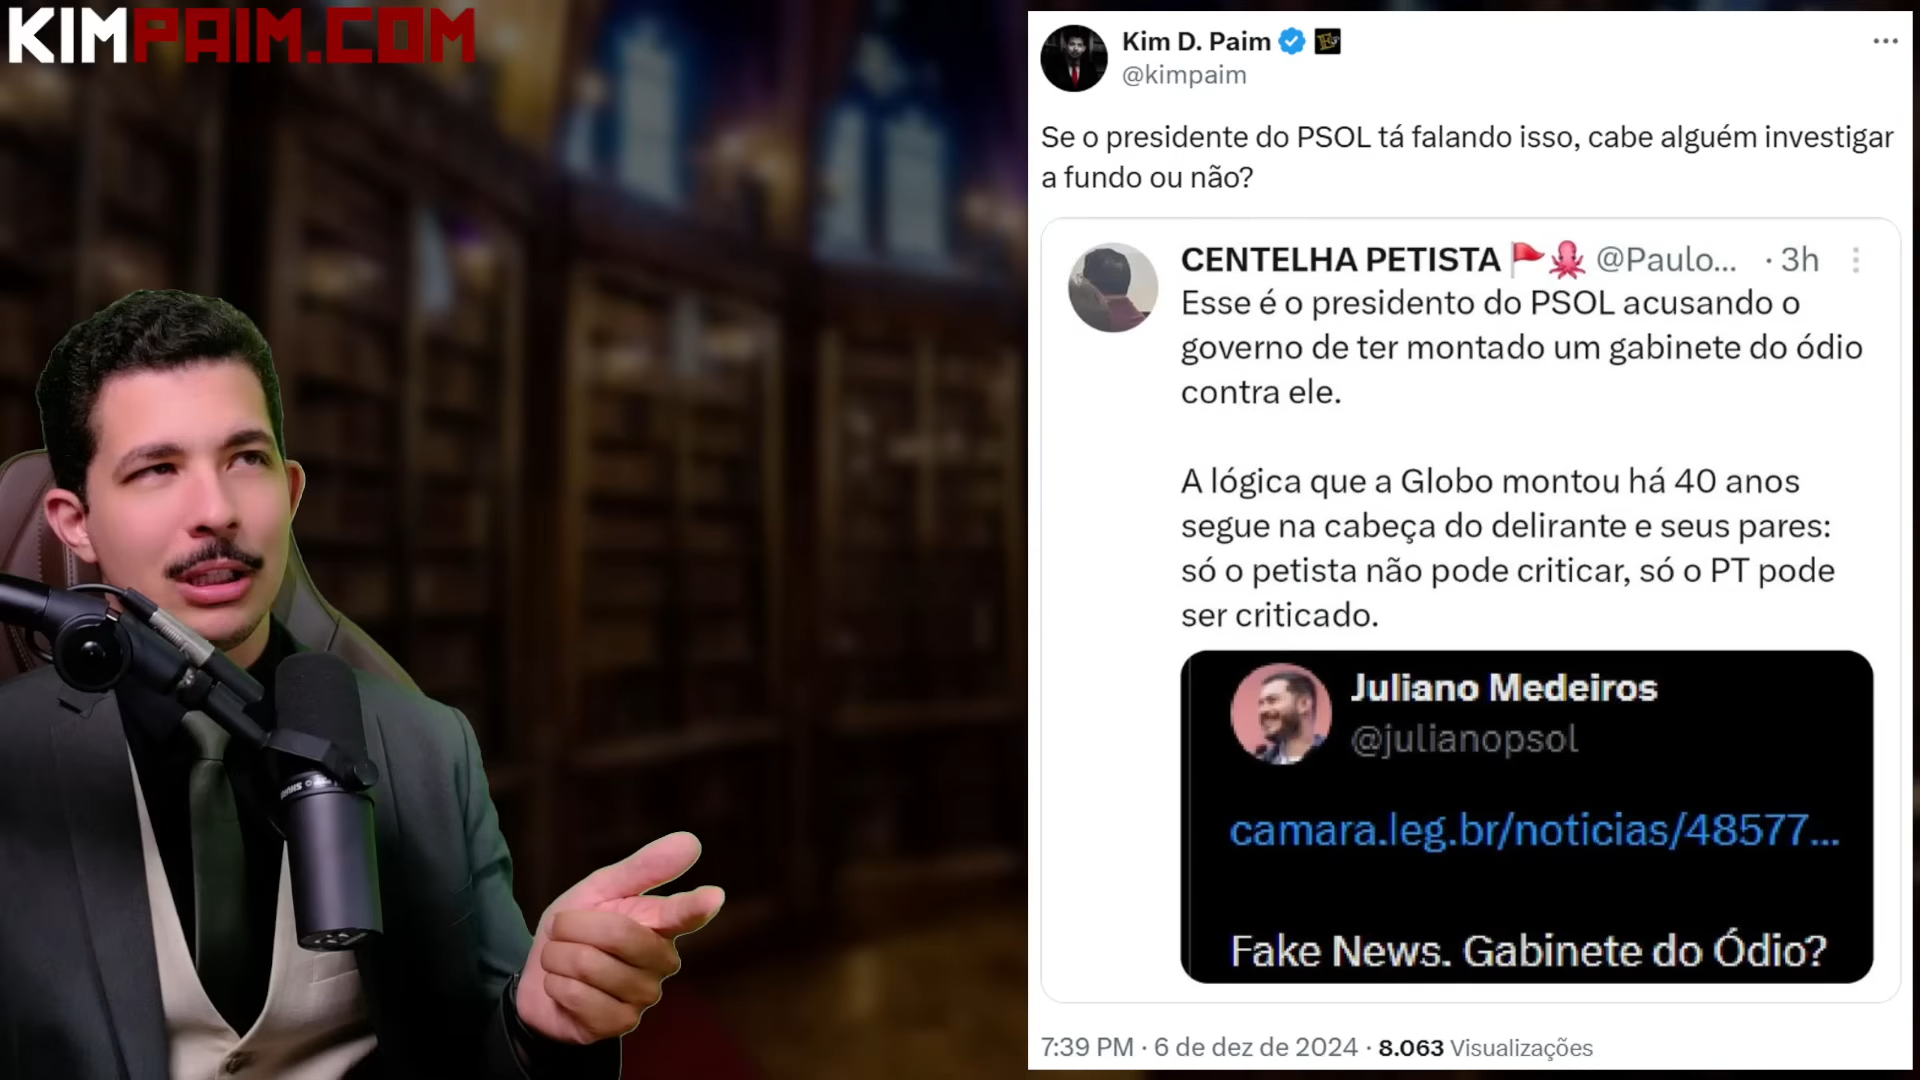 KIMPAIM.COM
Kim D. Paim
@kimpaim
Se o presidente do PSOL tá falando isso, cabe alguém investigar
a fundo ou não?
CENTELHA PETISTA 🚩🐙 @Paulo... · 3h
Esse é o presidento do PSOL acusando o
governo de ter montado um gabinete do ódio
contra ele.
A lógica que a Globo montou há 40 anos
segue na cabeça do delirante e seus pares:
só o petista não pode criticar, só o PT pode
ser criticado.
Juliano Medeiros
@julianopsol
camara.leg.br/noticias/48577...
Fake News. Gabinete do Ódio?
7:39 PM · 6 de dez de 2024 · 8.063 Visualizações